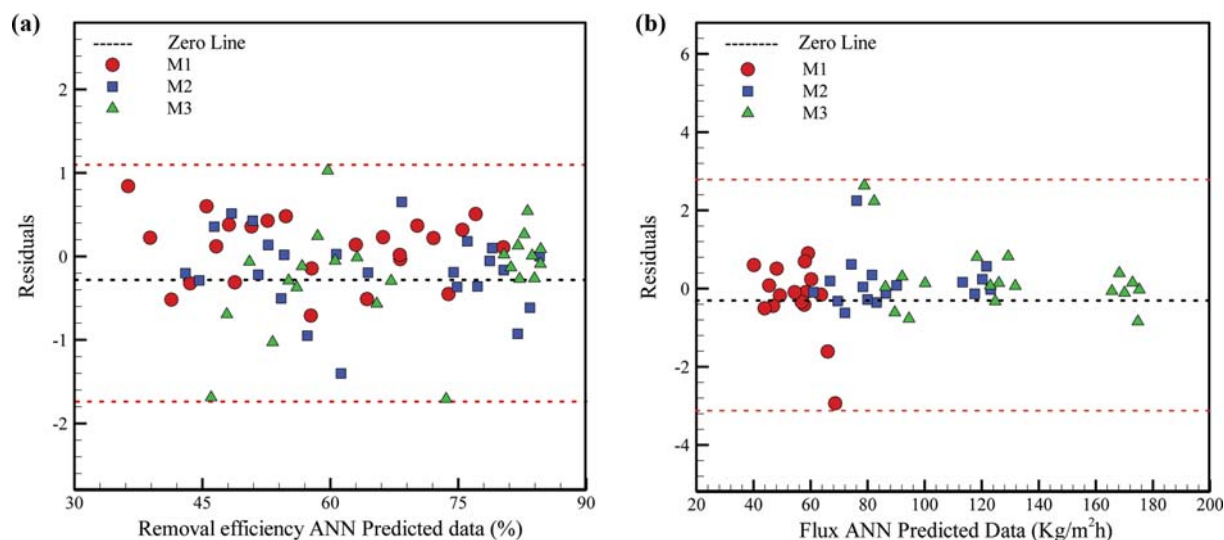 (a)
Zero Line
M1
M2
M3
2
1
0
-1
-2
Residuals
30
45
60
75
90
Removal efficiency ANN Predicted data (%)
(b)
Zero Line
M1
M2
M3
6
4
2
0
-2
-4
Residuals
20
40
60
80
100
120
140
160
180
200
Flux ANN Predicted Data (Kg/m²h)